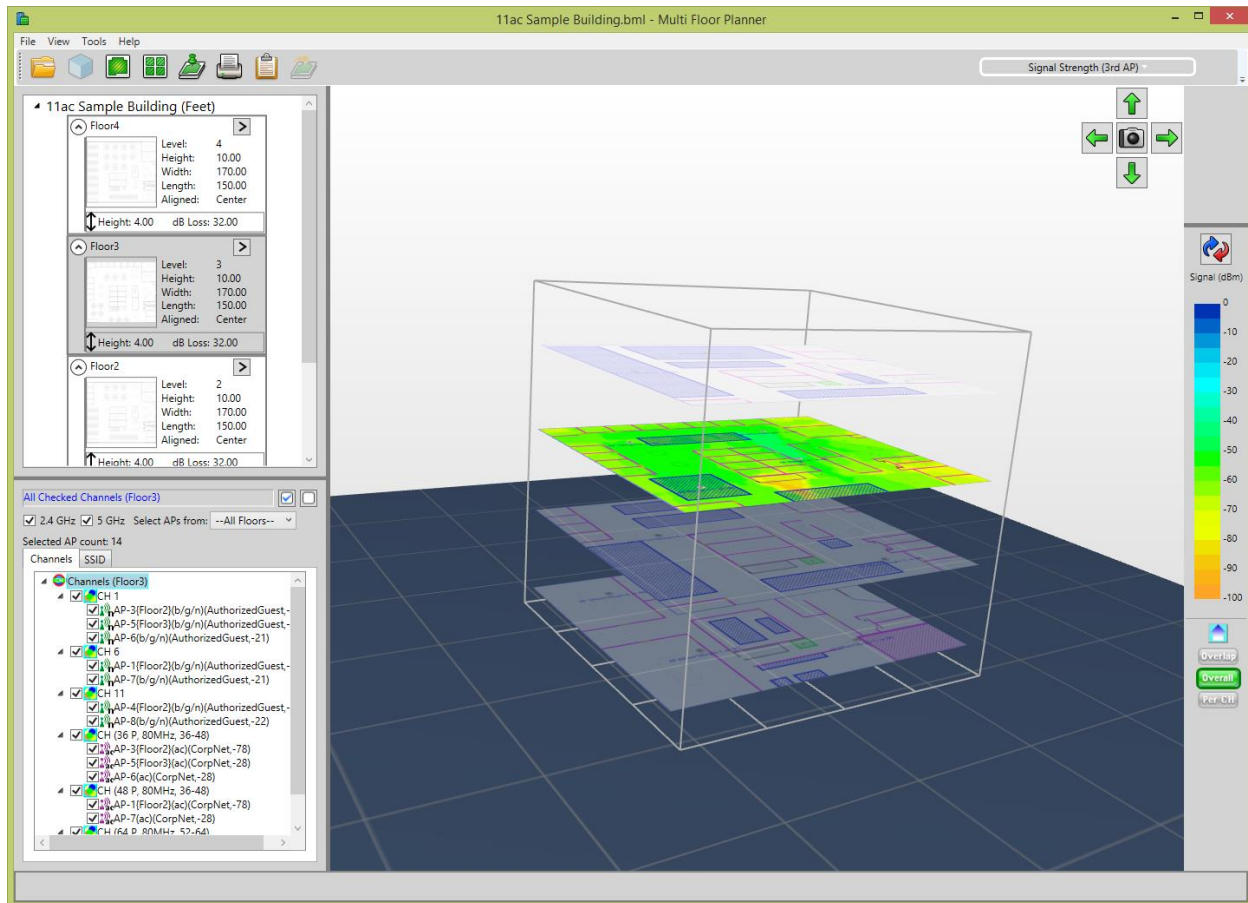 11ac Sample Building.bml - Multi Floor Planner
File View Tools Help
Signal Strength (3rd AP)
11ac Sample Building (Feet)
Floor4
Level: 4
Height: 10.00
Width: 170.00
Length: 150.00
Aligned: Center
Height: 4.00 dB Loss: 32.00
Floor3
Level: 3
Height: 10.00
Width: 170.00
Length: 150.00
Aligned: Center
Height: 4.00 dB Loss: 32.00
Floor2
Level: 2
Height: 10.00
Width: 170.00
Length: 150.00
Aligned: Center
Height: 4.00 dB Loss: 32.00
All Checked Channels (Floor3)
2.4 GHz 5 GHz Select APs from: --All Floors--
Selected AP count: 14
Channels SSID
Channels (Floor3)
CH 1
AP-3{Floor2}(b/g/n)(AuthorizedGuest,-
AP-5{Floor3}(b/g/n)(AuthorizedGuest,-
AP-6(b/g/n)(AuthorizedGuest,-21)
CH 6
AP-1{Floor2}(b/g/n)(AuthorizedGuest,-
AP-7(b/g/n)(AuthorizedGuest,-21)
CH 11
AP-4{Floor2}(b/g/n)(AuthorizedGuest,-
AP-8(b/g/n)(AuthorizedGuest,-22)
CH (36 P, 80MHz, 36-48)
AP-3{Floor2}(ac)(CorpNet,-78)
AP-5{Floor3}(ac)(CorpNet,-28)
AP-6(ac)(CorpNet,-28)
CH (48 P, 80MHz, 36-48)
AP-1{Floor2}(ac)(CorpNet,-78)
AP-7(ac)(CorpNet,-28)
CH (64 P, 80MHz, 52-64)
Signal (dBm)
0
-10
-20
-30
-40
-50
-60
-70
-80
-90
-100
Overlap
Overall
Per CH